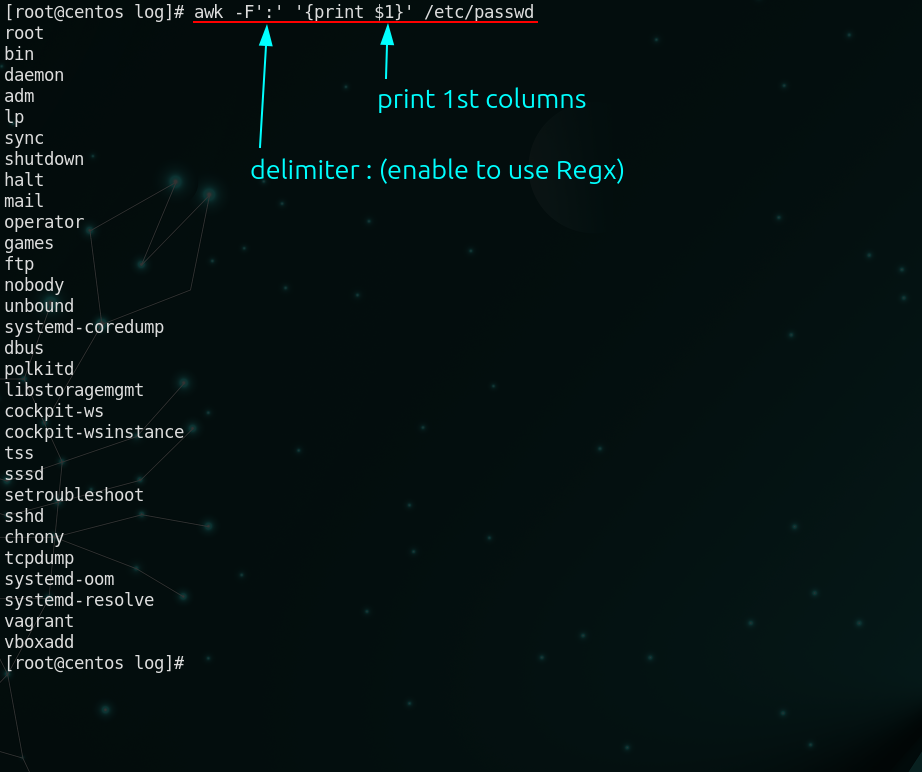 [root@centos log]# awk -F':' '{print $1}' /etc/passwd
root
bin
daemon
adm
print 1st columns
lp
sync
shutdown
delimiter : (enable to use Regx)
halt
mail
operator
games
ftp
nobody
unbound
systemd-coredump
dbus
polkitd
libstoragemgmt
cockpit-ws
cockpit-wsinstance
tss
sssd
setroubleshoot
sshd
chrony
tcpdump
systemd-oom
systemd-resolve
vagrant
vboxadd
[root@centos log]#